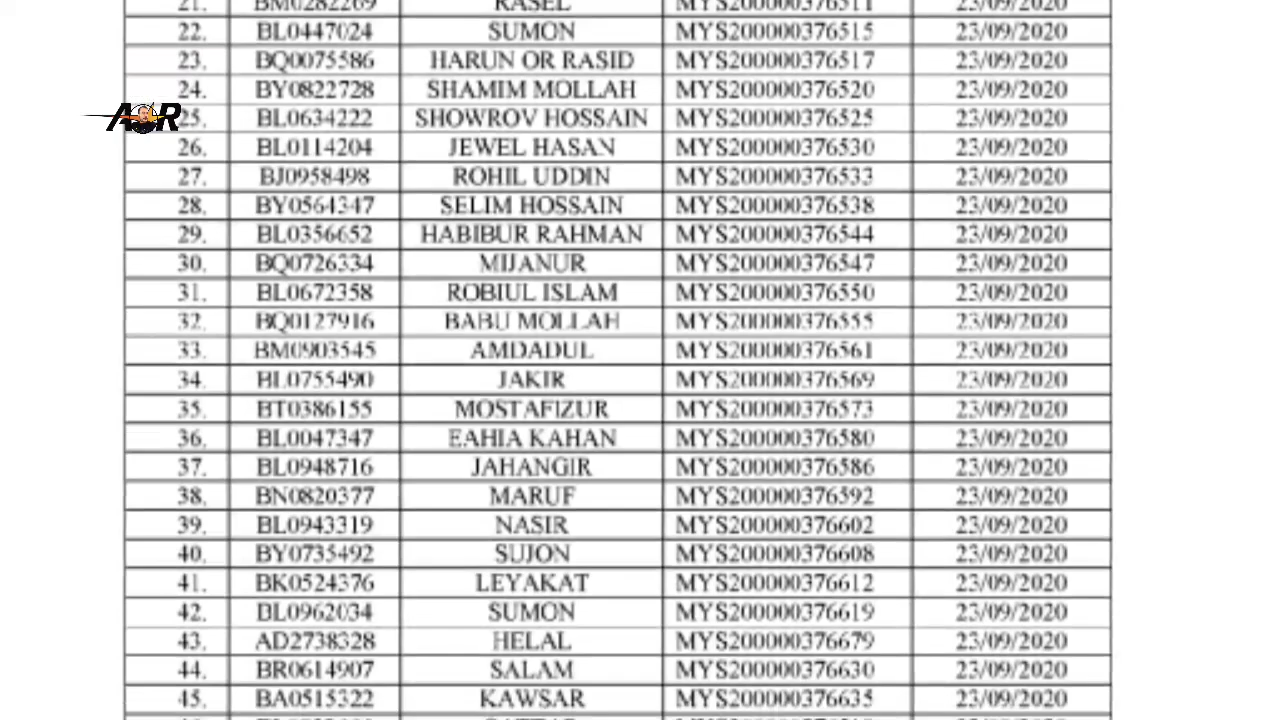 21. BM0282269 RASEL MYS200000376511 23/09/2020
22. BL0447024 SUMON MYS200000376515 23/09/2020
23. BQ0075586 HARUN OR RASID MYS200000376517 23/09/2020
24. BY0822728 SHAMIM MOLLAH MYS200000376520 23/09/2020
AOR
25. BL0634222 SHOWROV HOSSAIN MYS200000376525 23/09/2020
26. BL0114204 JEWEL HASAN MYS200000376530 23/09/2020
27. BJ0958498 ROHIL UDDIN MYS200000376533 23/09/2020
28. BY0564347 SELIM HOSSAIN MYS200000376538 23/09/2020
29. BL0356652 HABIBUR RAHMAN MYS200000376544 23/09/2020
30. BQ0726334 MIJANUR MYS200000376547 23/09/2020
31. BL0672358 ROBIUL ISLAM MYS200000376550 23/09/2020
32. BQ0127916 BABU MOLLAH MYS200000376555 23/09/2020
33. BM0903545 AMDADUL MYS200000376561 23/09/2020
34. BL0755490 JAKIR MYS200000376569 23/09/2020
35. BT0386155 MOSTAFIZUR MYS200000376573 23/09/2020
36. BL0047347 EAHIA KAHAN MYS200000376580 23/09/2020
37. BL0948716 JAHANGIR MYS200000376586 23/09/2020
38. BN0820377 MARUF MYS200000376592 23/09/2020
39. BL0943319 NASIR MYS200000376602 23/09/2020
40. BY0735492 SUJON MYS200000376608 23/09/2020
41. BK0524376 LEYAKAT MYS200000376612 23/09/2020
42. BL0962034 SUMON MYS200000376619 23/09/2020
43. AD2738328 HELAL MYS200000376679 23/09/2020
44. BR0614907 SALAM MYS200000376630 23/09/2020
45. BA0515322 KAWSAR MYS200000376635 23/09/2020